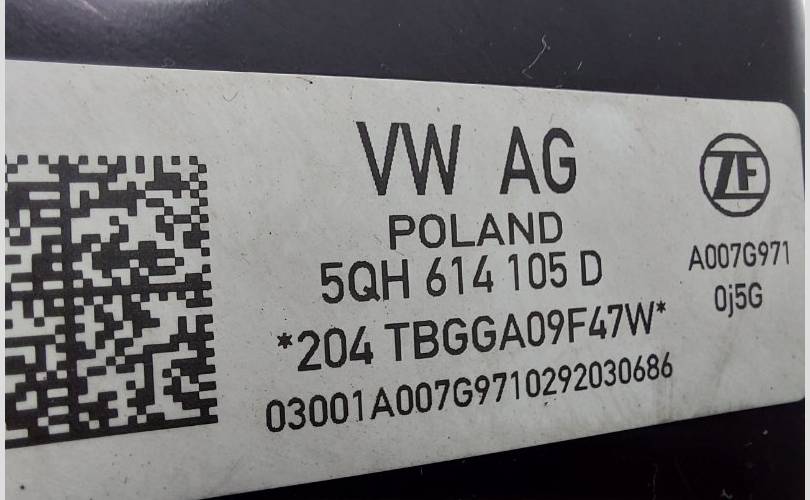 VW AG
POLAND
5QH 614 105 D
*204 TBGGA09F47W*
03001A007G9710292030686
ZF
A007G971
0j5G